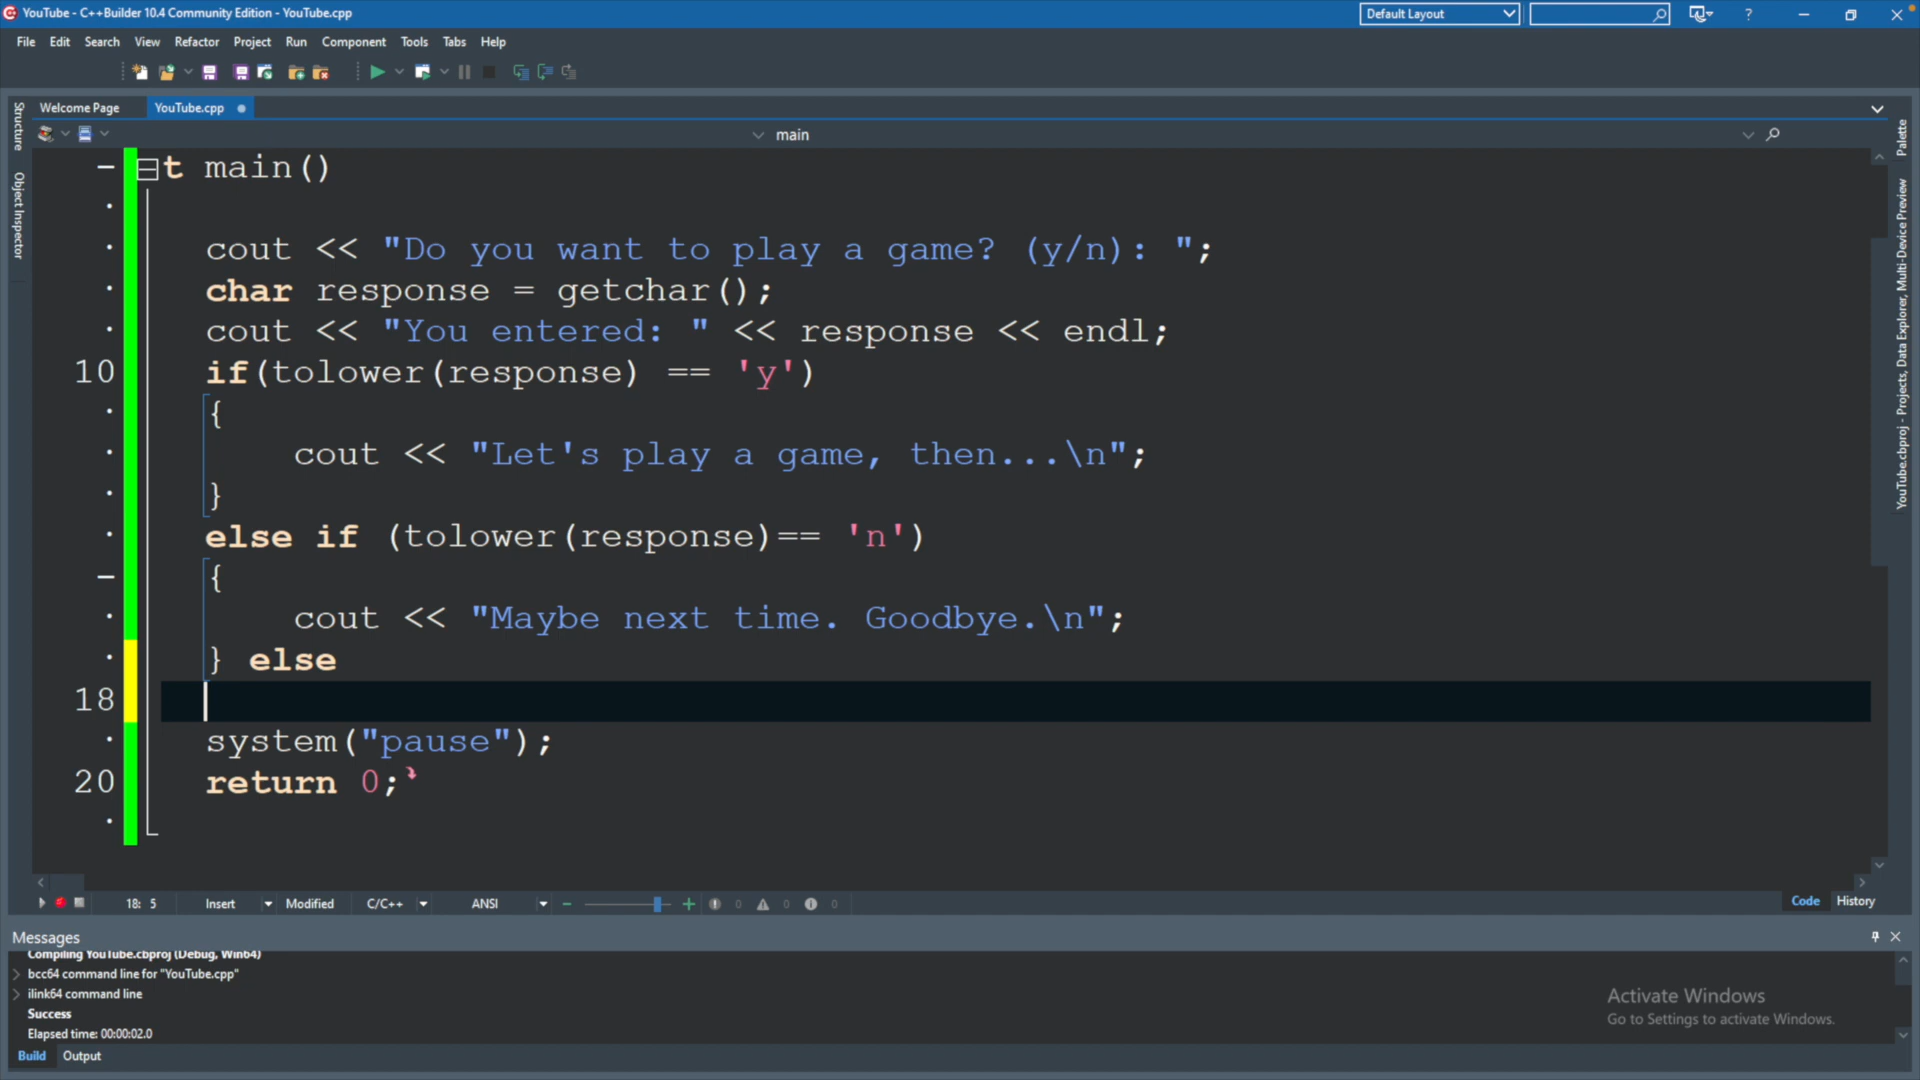 YouTube - C++Builder 10.4 Community Edition - YouTube.cpp
Default Layout
?
File Edit Search View Refactor Project Run Component Tools Tabs Help
Welcome Page YouTube.cpp
main
Structure
Object Inspector
Palette
YouTube.cbproj - Projects, Data Explorer, Multi-Device Preview
t main()
cout << "Do you want to play a game? (y/n): ";
char response = getchar();
cout << "You entered: " << response << endl;
10 if(tolower(response) == 'y')
{
cout << "Let's play a game, then...\n";
}
else if (tolower(response)== 'n')
{
cout << "Maybe next time. Goodbye.\n";
} else
18
system("pause");
20 return 0;
18: 5 Insert Modified C/C++ ANSI 0 0 0
Code History
Messages
Compiling YouTube.cbproj (Debug, Win64)
bcc64 command line for "YouTube.cpp"
ilink64 command line
Success
Elapsed time: 00:00:02.0
Build Output
Activate Windows
Go to Settings to activate Windows.